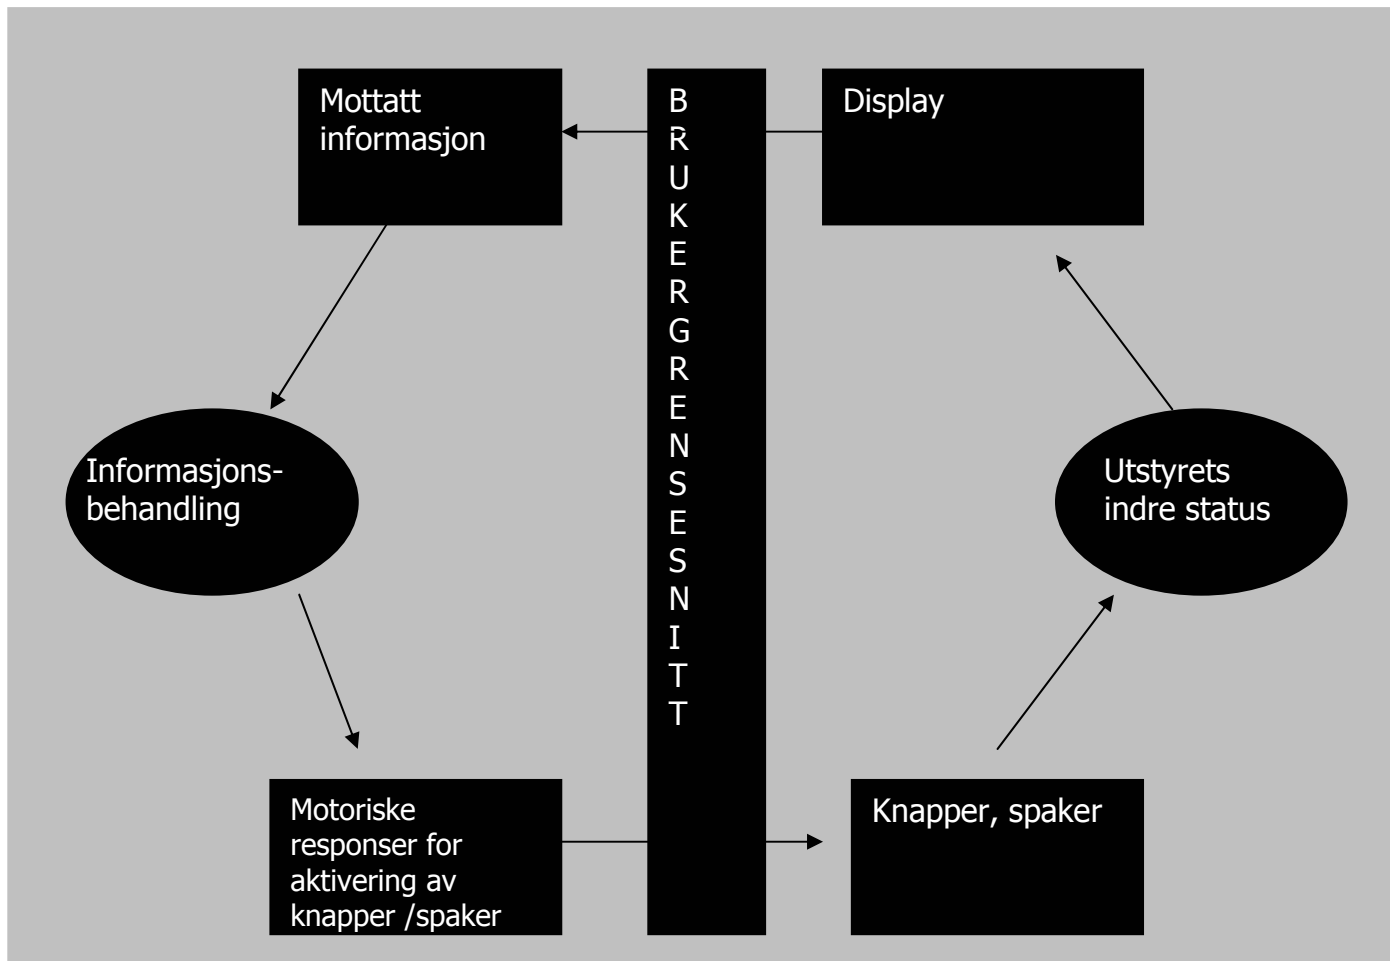 Mottatt
informasjon
B
R
U
K
E
R
G
R
E
N
S
E
S
N
I
T
T
Display
Informasjons-
behandling
Utstyrets
indre status
Motoriske
responser for
aktivering av
knapper /spaker
Knapper, spaker